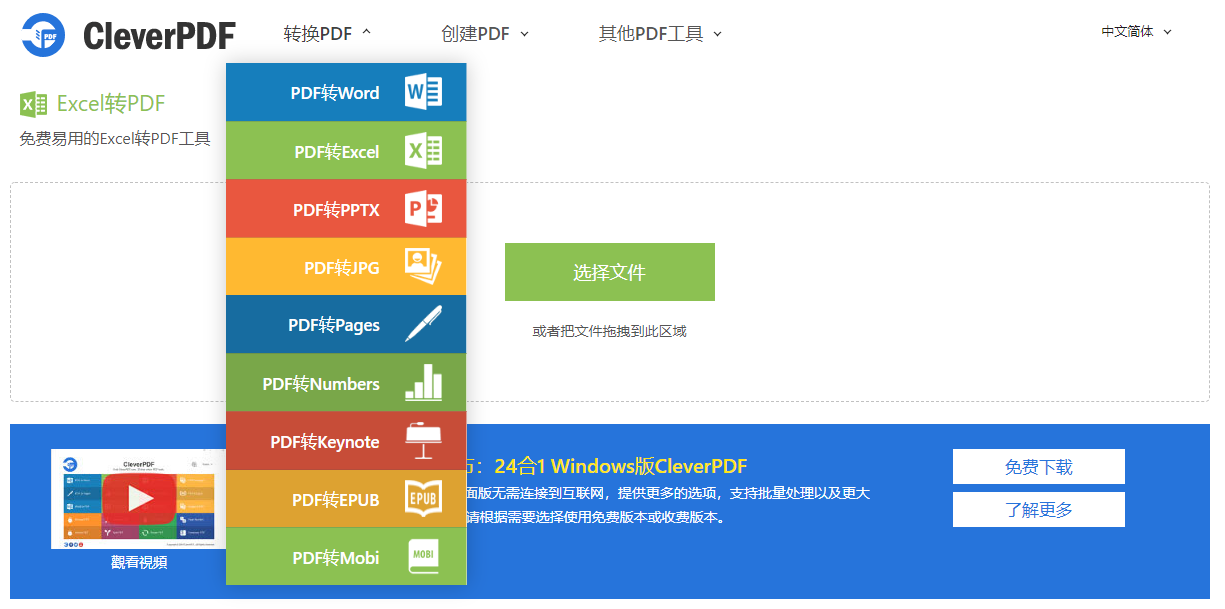 CleverPDF
转换PDF
创建PDF
其他PDF工具
中文简体
Excel转PDF
免费易用的Excel转PDF工具
PDF转Word
PDF转Excel
PDF转PPTX
PDF转JPG
PDF转Pages
PDF转Numbers
PDF转Keynote
PDF转EPUB
EPUB
PDF转Mobi
MOBI
选择文件
或者把文件拖拽到此区域
CleverPDF
觀看視頻
：24合1 Windows版CleverPDF
面版无需连接到互联网，提供更多的选项，支持批量处理以及更大
请根据需要选择使用免费版本或收费版本。
免费下载
了解更多